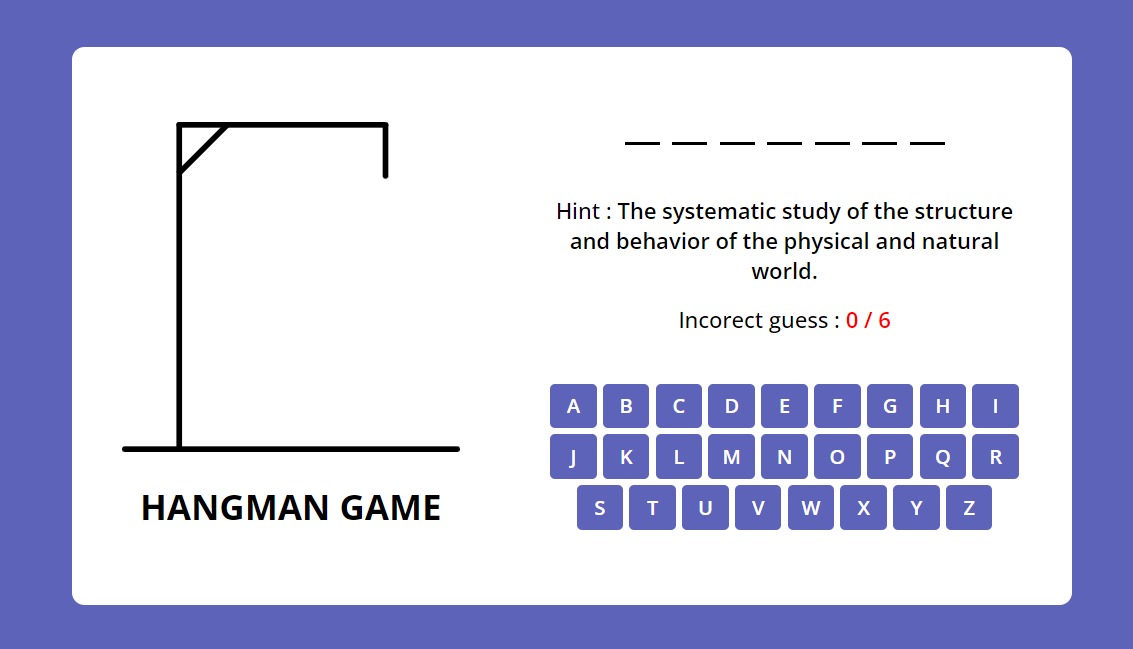 Hint : The systematic study of the structure
and behavior of the physical and natural
world.
Incorect guess : 0 / 6
A B C D E F G H I
J K L M N O P Q R
S T U V W X Y Z
HANGMAN GAME